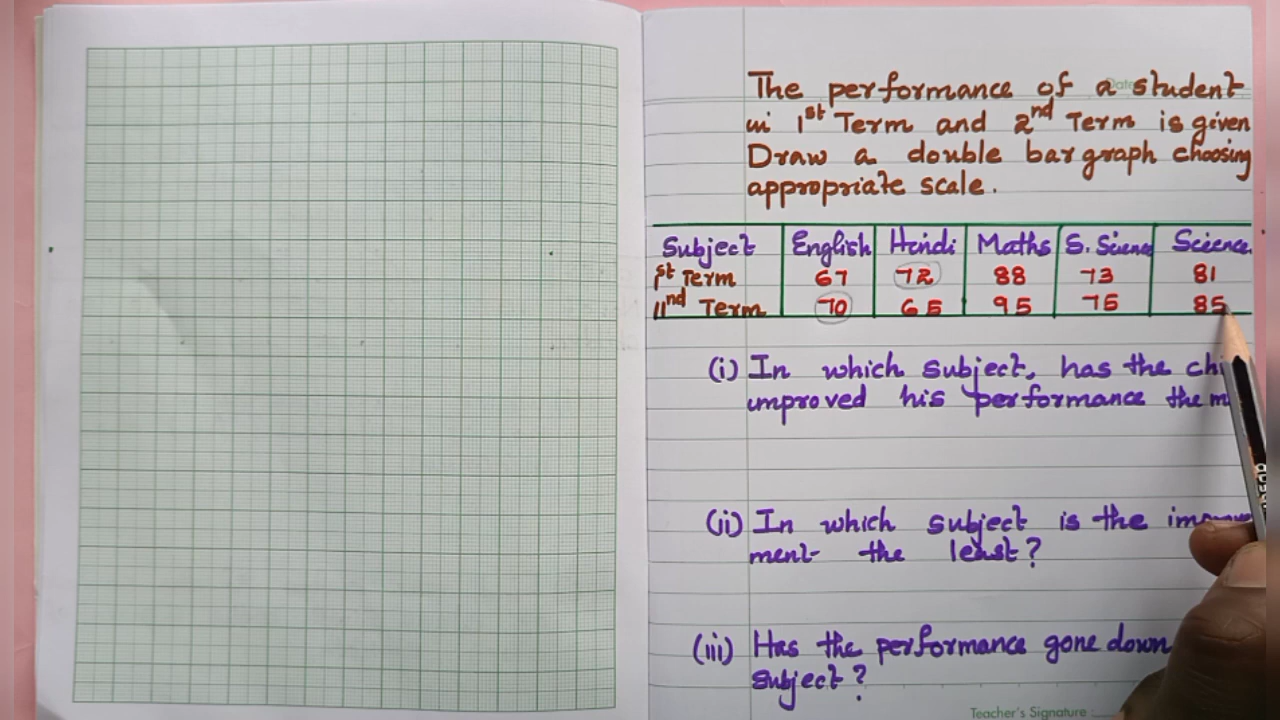 Date
The performance of a student
in 1st Term and 2nd Term is given
Draw a double bar graph choosing
appropriate scale.
Subject English Hindi Maths S. Science Science
Ist Term 67 72 88 73 81
IInd Term 70 65 95 75 85
(i) In which subject, has the
improved his performance the
(ii) In which subject is the
ment the least?
(iii) Has the performance gone down
subject?
Teacher's Signature :